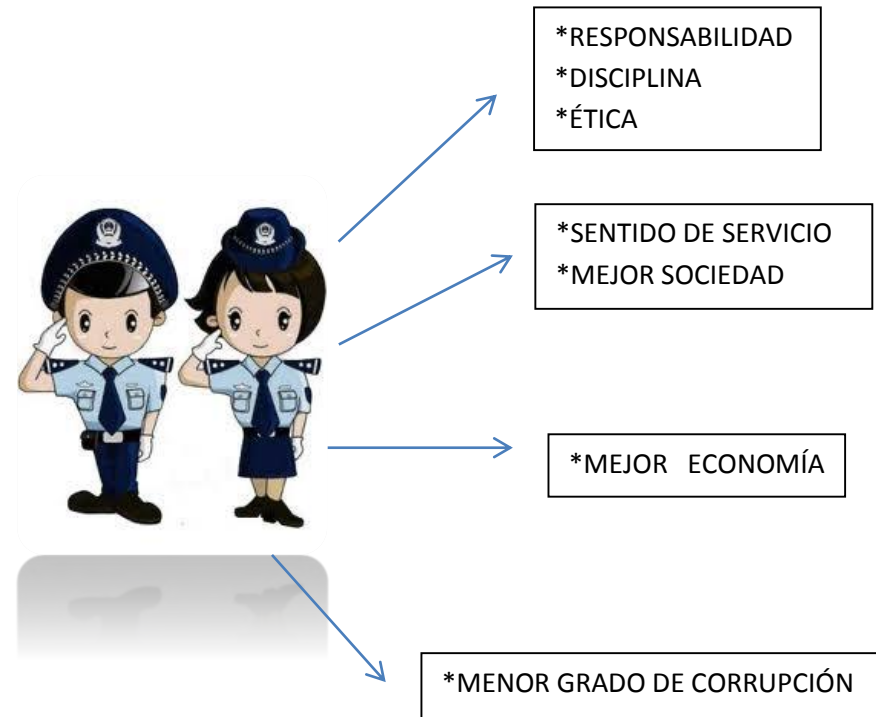 *RESPONSABILIDAD
*DISCIPLINA
*ÉTICA
*SENTIDO DE SERVICIO
*MEJOR SOCIEDAD
*MEJOR ECONOMÍA
*MENOR GRADO DE CORRUPCIÓN